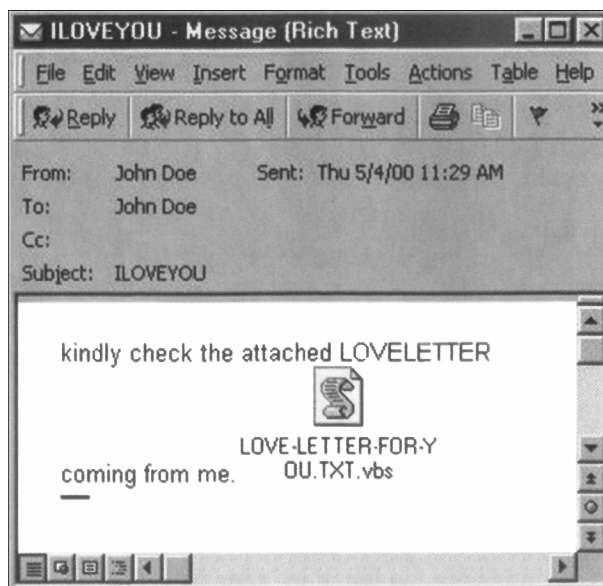 ILOVEYOU - Message (Rich Text)
File Edit View Insert Format Tools Actions Table Help
Reply Reply to All Forward
From: John Doe Sent: Thu 5/4/00 11:29 AM
To: John Doe
Cc:
Subject: ILOVEYOU
kindly check the attached LOVELETTER
LOVE-LETTER-FOR-Y
OU.TXT.vbs
coming from me.